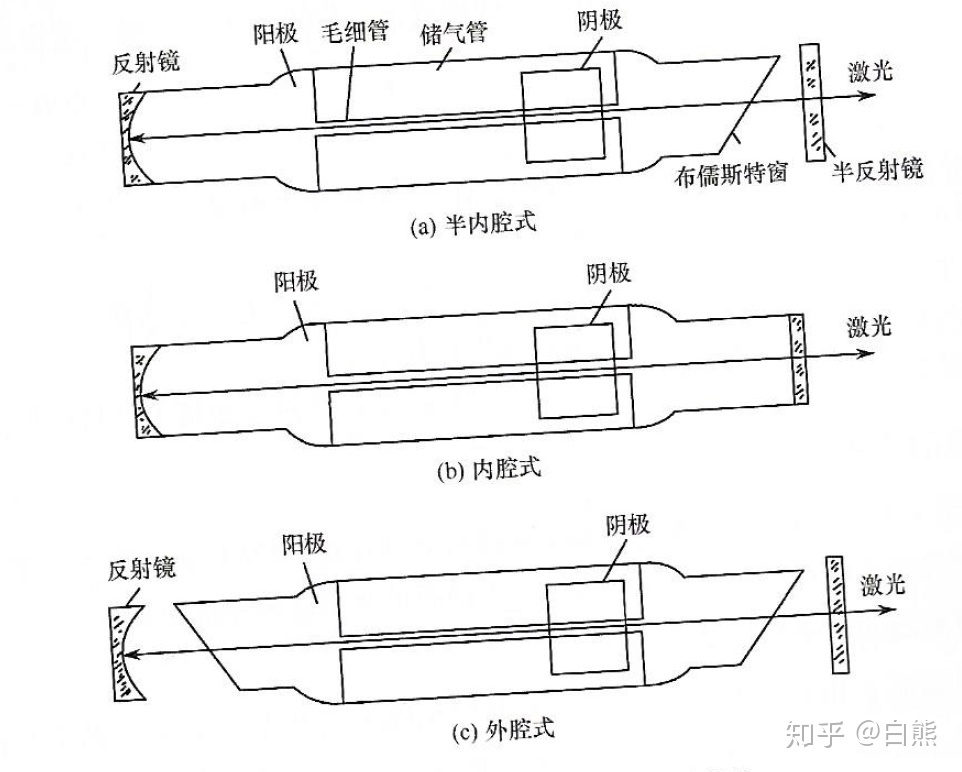 阳极
毛细管
储气管
阴极
反射镜
激光
布儒斯特窗
半反射镜
(a) 半内腔式
阳极
阴极
激光
(b) 内腔式
阳极
阴极
反射镜
激光
(c) 外腔式
知乎 @白熊